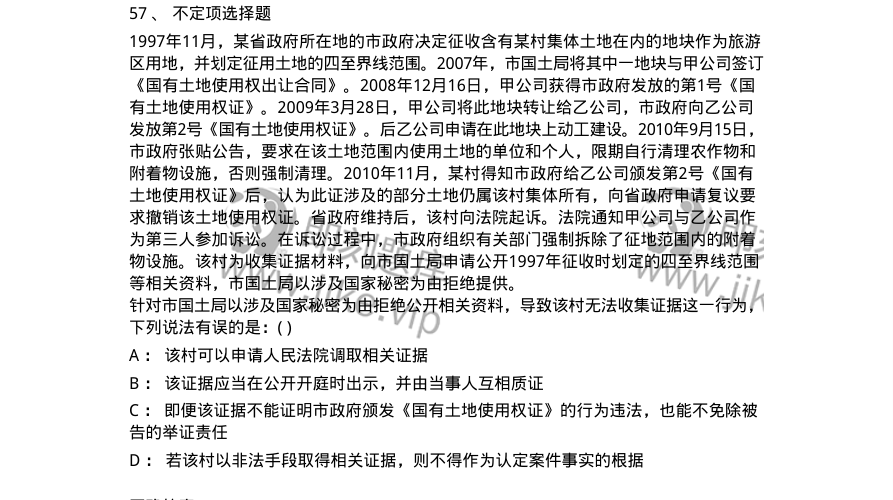 57 、 不定项选择题
1997年11月，某省政府所在地的市政府决定征收含有某村集体土地在内的地块作为旅游
区用地，并划定征用土地的四至界线范围。2007年，市国土局将其中一地块与甲公司签订
《国有土地使用权出让合同》。2008年12月16日，甲公司获得市政府发放的第1号《国
有土地使用权证》。2009年3月28日，甲公司将此地块转让给乙公司，市政府向乙公司
发放第2号《国有土地使用权证》。后乙公司申请在此地块上动工建设。2010年9月15日，
市政府张贴公告，要求在该土地范围内使用土地的单位和个人，限期自行清理农作物和
附着物设施，否则强制清理。2010年11月，某村得知市政府给乙公司颁发第2号《国有
土地使用权证》后，认为此证涉及的部分土地仍属该村集体所有，向省政府申请复议要
求撤销该土地使用权证。省政府维持后，该村向法院起诉。法院通知甲公司与乙公司作
为第三人参加诉讼。在诉讼过程中，市政府组织有关部门强制拆除了征地范围内的附着
物设施。该村为收集证据材料，向市国土局申请公开1997年征收时划定的四至界线范围
等相关资料，市国土局以涉及国家秘密为由拒绝提供。
针对市国土局以涉及国家秘密为由拒绝公开相关资料，导致该村无法收集证据这一行为，
下列说法有误的是：( )
A： 该村可以申请人民法院调取相关证据
B： 该证据应当在公开开庭时出示，并由当事人互相质证
C： 即便该证据不能证明市政府颁发《国有土地使用权证》的行为违法，也能不免除被
告的举证责任
D： 若该村以非法手段取得相关证据，则不得作为认定案件事实的根据
即刻题库
www.jike.vip